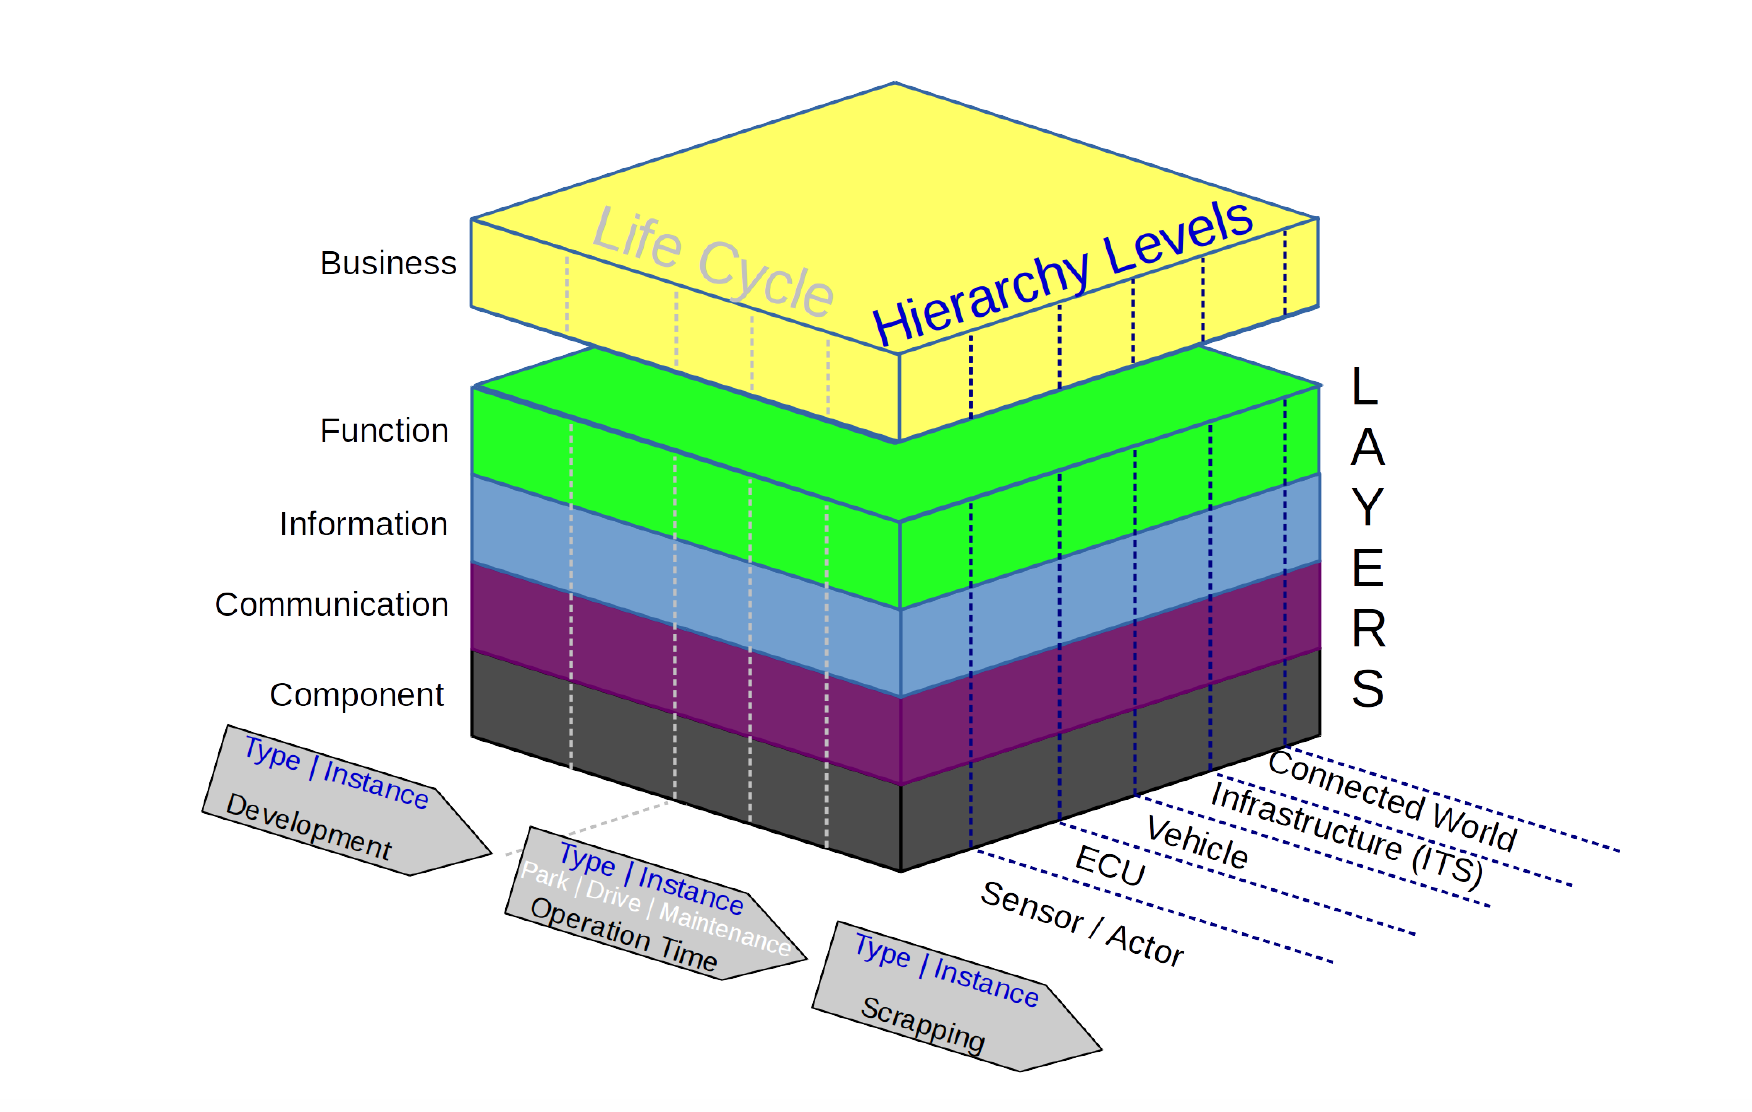 Life Cycle
Hierarchy Levels
Business
Function
Information
Communication
Component
L
A
Y
E
R
S
Type | Instance
Development
Type | Instance
Park | Drive | Maintenance
Operation Time
Type | Instance
Scrapping
Connected World
Infrastructure (ITS)
Vehicle
ECU
Sensor / Actor